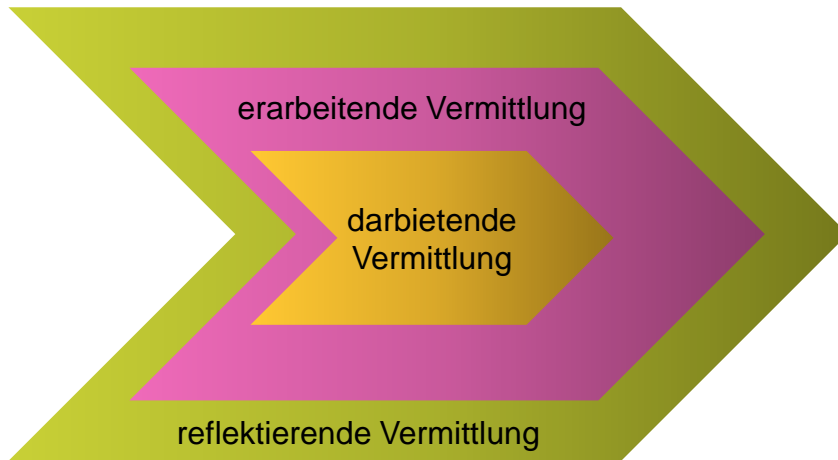 erarbeitende Vermittlung
darbietende
Vermittlung
reflektierende Vermittlung